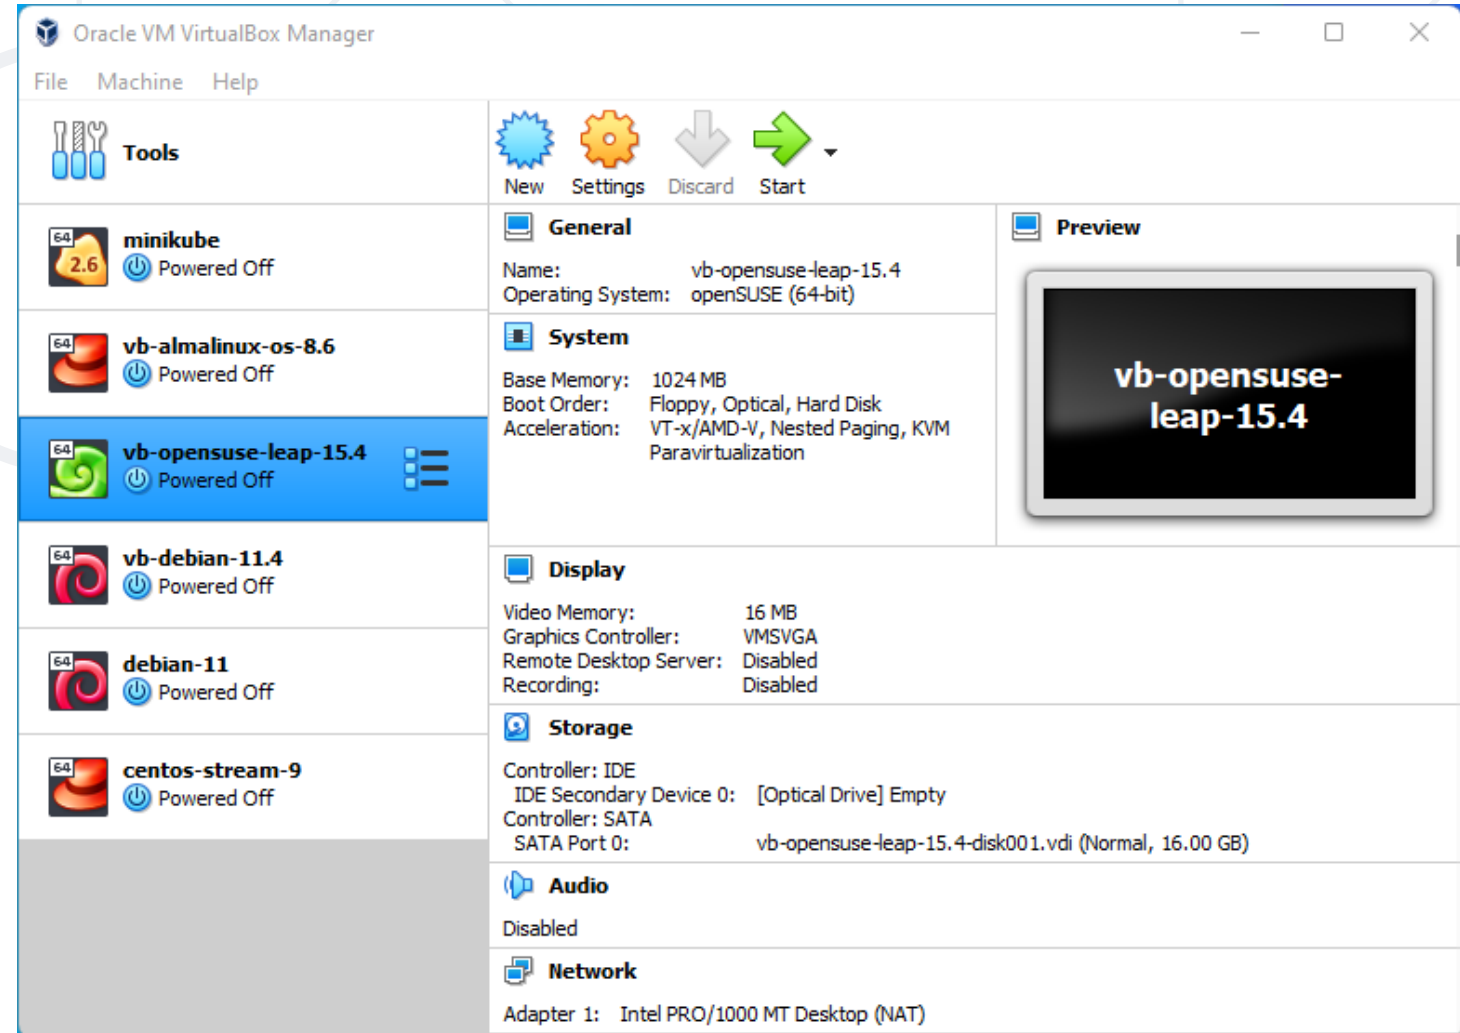 Oracle VM VirtualBox Manager
File Machine Help
Tools
New Settings Discard Start
64
2.6
minikube
Powered Off
64
vb-almalinux-os-8.6
Powered Off
64
vb-opensuse-leap-15.4
Powered Off
64
vb-debian-11.4
Powered Off
64
debian-11
Powered Off
64
centos-stream-9
Powered Off
General
Name: vb-opensuse-leap-15.4
Operating System: openSUSE (64-bit)
System
Base Memory: 1024 MB
Boot Order: Floppy, Optical, Hard Disk
Acceleration: VT-x/AMD-V, Nested Paging, KVM
Paravirtualization
Preview
vb-opensuse-
leap-15.4
Display
Video Memory: 16 MB
Graphics Controller: VMSVGA
Remote Desktop Server: Disabled
Recording: Disabled
Storage
Controller: IDE
IDE Secondary Device 0: [Optical Drive] Empty
Controller: SATA
SATA Port 0: vb-opensuse-leap-15.4-disk001.vdi (Normal, 16.00 GB)
Audio
Disabled
Network
Adapter 1: Intel PRO/1000 MT Desktop (NAT)